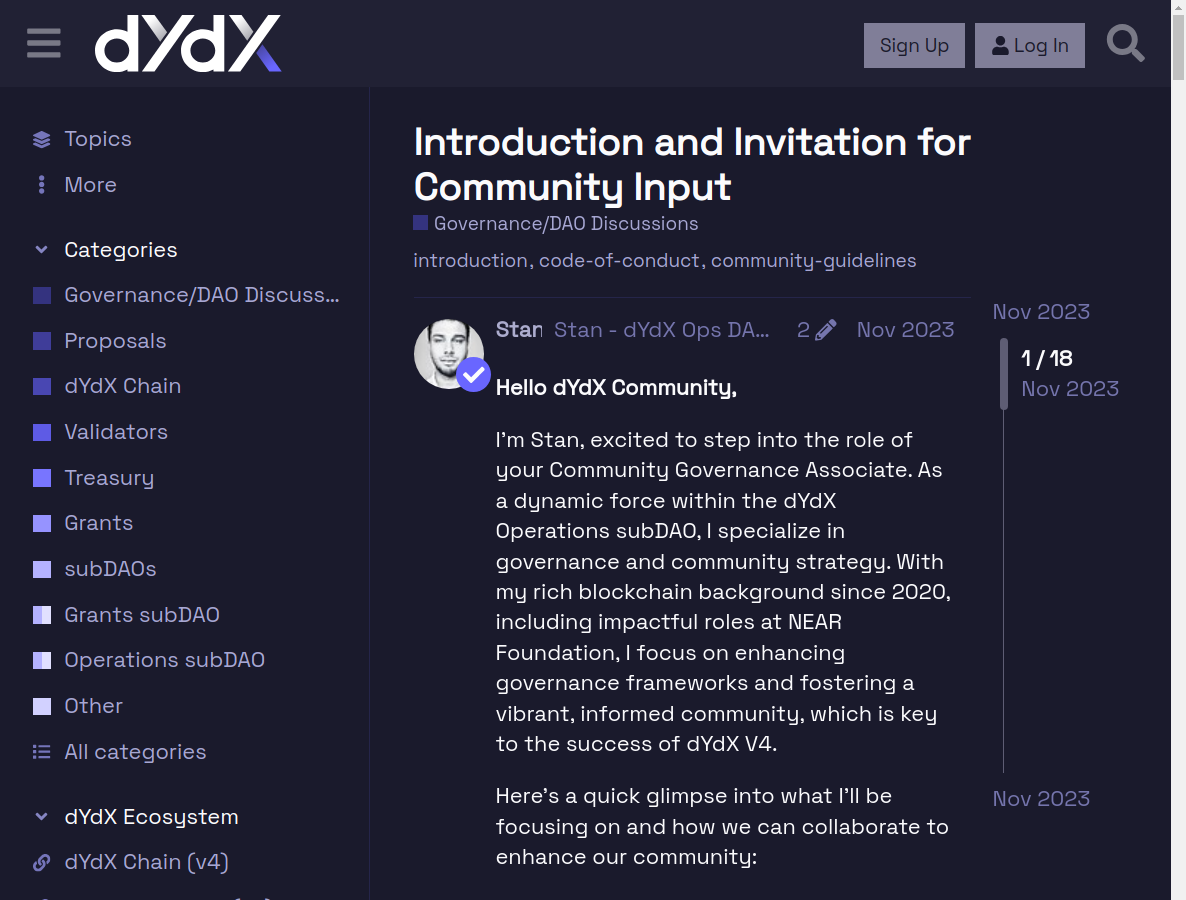 dYdX
Sign Up
Log In
Topics
More
Categories
Governance/DAO Discuss...
Proposals
dYdX Chain
Validators
Treasury
Grants
subDAOs
Grants subDAO
Operations subDAO
Other
All categories
dYdX Ecosystem
dYdX Chain (v4)
Introduction and Invitation for
Community Input
Governance/DAO Discussions
introduction, code-of-conduct, community-guidelines
Stan Stan - dYdX Ops DA... 2 Nov 2023
Hello dYdX Community,
I'm Stan, excited to step into the role of
your Community Governance Associate. As
a dynamic force within the dYdX
Operations subDAO, I specialize in
governance and community strategy. With
my rich blockchain background since 2020,
including impactful roles at NEAR
Foundation, I focus on enhancing
governance frameworks and fostering a
vibrant, informed community, which is key
to the success of dYdX V4.
Here's a quick glimpse into what I'll be
focusing on and how we can collaborate to
enhance our community:
Nov 2023
1 / 18
Nov 2023
Nov 2023